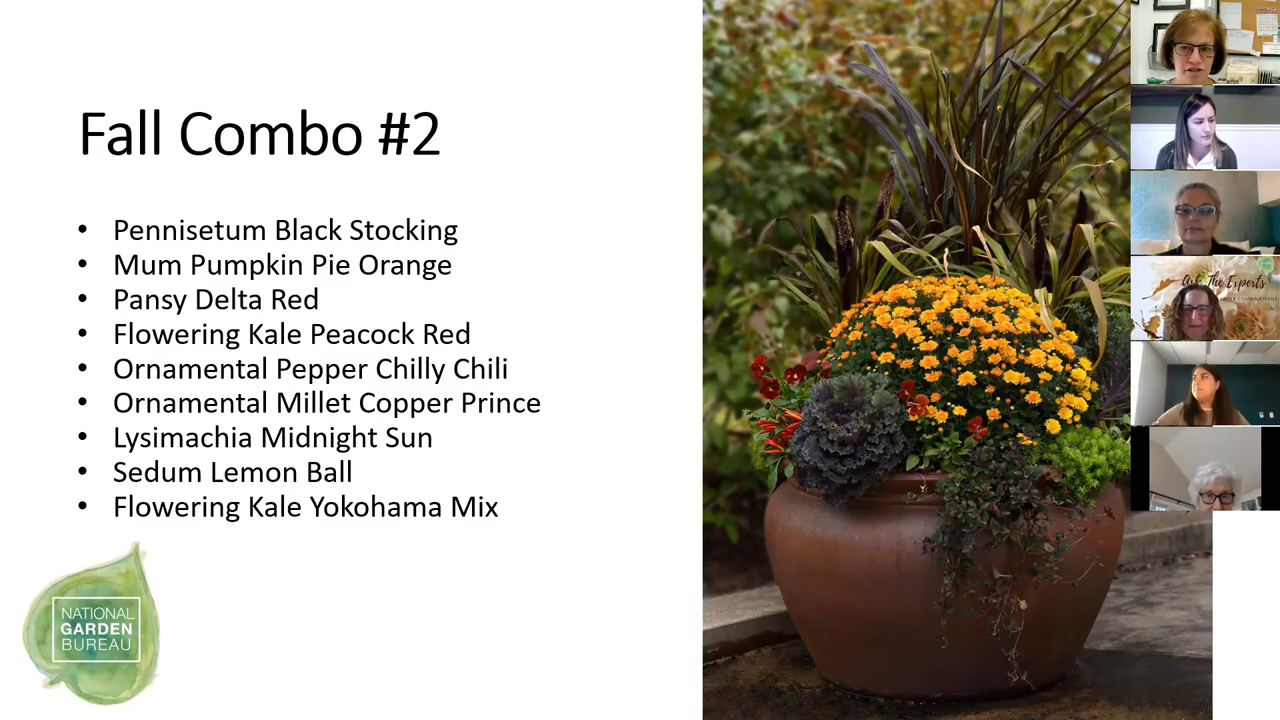 Fall Combo #2
• Pennisetum Black Stocking
• Mum Pumpkin Pie Orange
• Pansy Delta Red
• Flowering Kale Peacock Red
• Ornamental Pepper Chilly Chili
• Ornamental Millet Copper Prince
• Lysimachia Midnight Sun
• Sedum Lemon Ball
• Flowering Kale Yokohama Mix
NATIONAL
GARDEN
BUREAU
Ask The Experts
COMBINATIONS